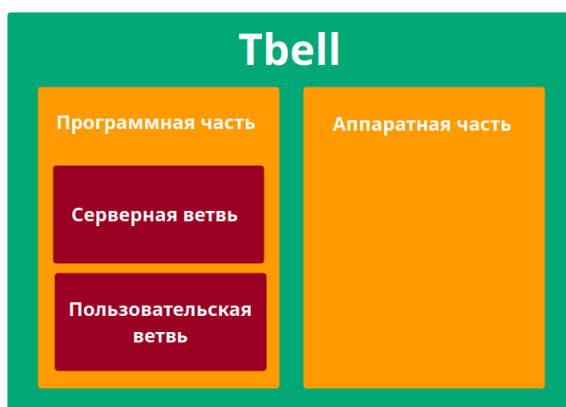 Tbell
Программная часть
Аппаратная часть
Серверная ветвь
Пользовательская
ветвь